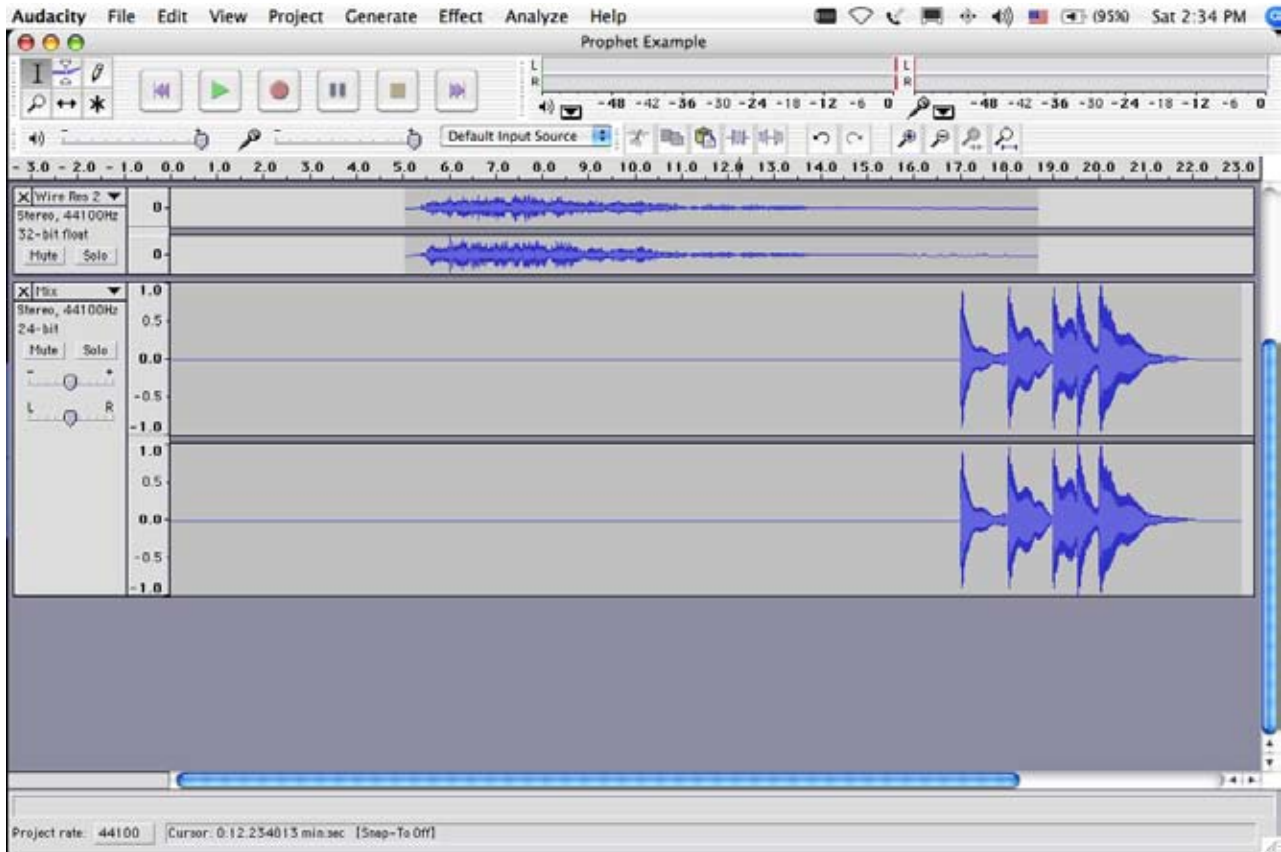 Audacity File Edit View Project Generate Effect Analyze Help (95%) Sat 2:34 PM
Prophet Example
L
R
-48 -42 -36 -30 -24 -18 -12 -6 0
L
R
-48 -42 -36 -30 -24 -18 -12 -6 0
Default Input Source
- 3.0 - 2.0 - 1.0 0.0 1.0 2.0 3.0 4.0 5.0 6.0 7.0 8.0 9.0 10.0 11.0 12.0 13.0 14.0 15.0 16.0 17.0 18.0 19.0 20.0 21.0 22.0 23.0
X Wire Res 2
Stereo, 44100Hz
32-bit float
Mute Solo
0-
0-
X Mix
Stereo, 44100Hz
24-bit
Mute Solo
- +
L R
1.0
0.5
0.0
-0.5
-1.0
1.0
0.5
0.0
-0.5
-1.0
Project rate: 44100 Cursor: 0:12.234013 min:sec [Snap-To Off]